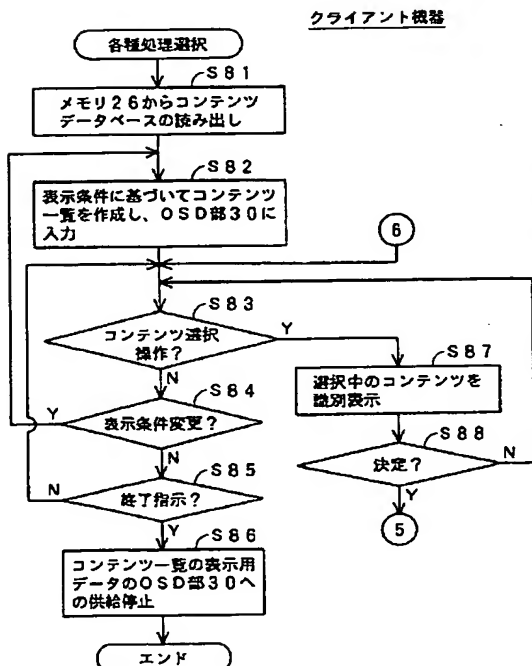 クライアント機器
各種処理選択
S81
メモリ26からコンテンツ
データベースの読み出し
S82
表示条件に基づいてコンテンツ
一覧を作成し、OSD部30に
入力
6
S83
コンテンツ選択
操作?
Y
N
S87
選択中のコンテンツを
識別表示
S84
表示条件変更?
Y
N
S88
決定?
N
Y
5
S85
終了指示?
N
Y
S86
コンテンツ一覧の表示用
データのOSD部30へ
の供給停止
エンド